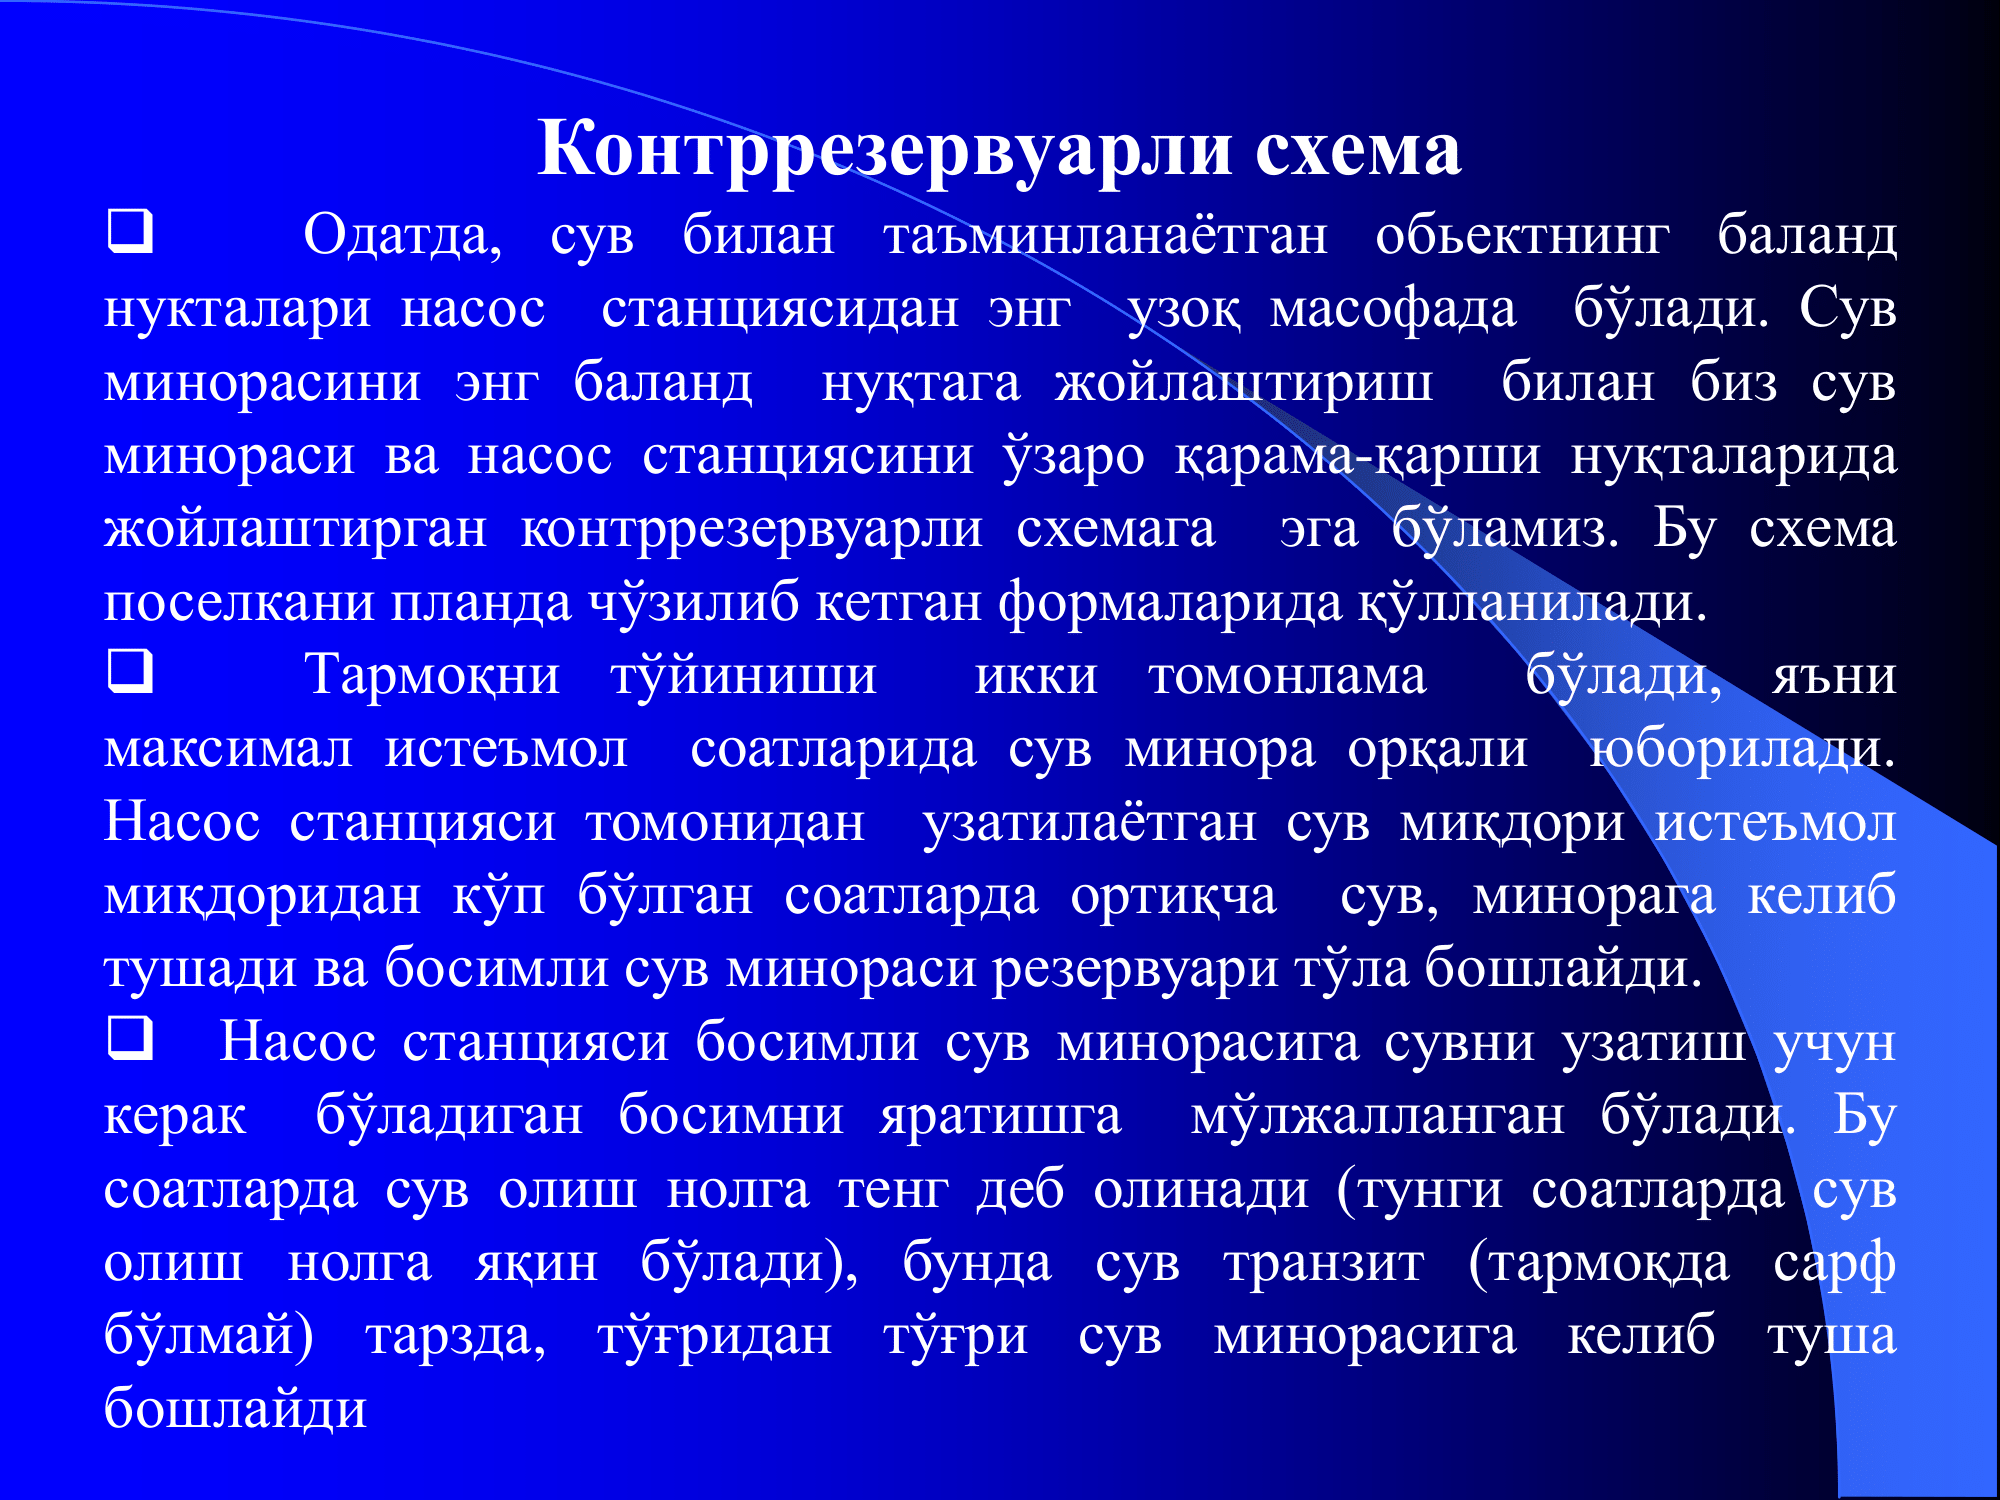 Контррезервуарли схема
❑ Одатда, сув билан таъминланаётган обьектнинг баланд
нукталари насос станциясидан энг узоқ масофада бўлади. Сув
минорасини энг баланд нуқтага жойлаштириш билан биз сув
минораси ва насос станциясини ўзаро қарама-қарши нуқталарида
жойлаштирган контррезервуарли схемага эга бўламиз. Бу схема
поселкани планда чўзилиб кетган формаларида қўлланилади.
❑ Тармоқни тўйиниши икки томонлама бўлади, яъни
максимал истеъмол соатларида сув минора орқали юборилади.
Насос станцияси томонидан узатилаётган сув миқдори истеъмол
миқдоридан кўп бўлган соатларда ортиқча сув, минорага келиб
тушади ва босимли сув минораси резервуари тўла бошлайди.
❑ Насос станцияси босимли сув минорасига сувни узатиш учун
керак бўладиган босимни яратишга мўлжалланган бўлади. Бу
соатларда сув олиш нолга тенг деб олинади (тунги соатларда сув
олиш нолга яқин бўлади), бунда сув транзит (тармоқда сарф
бўлмай) тарзда, тўғридан тўғри сув минорасига келиб туша
бошлайди